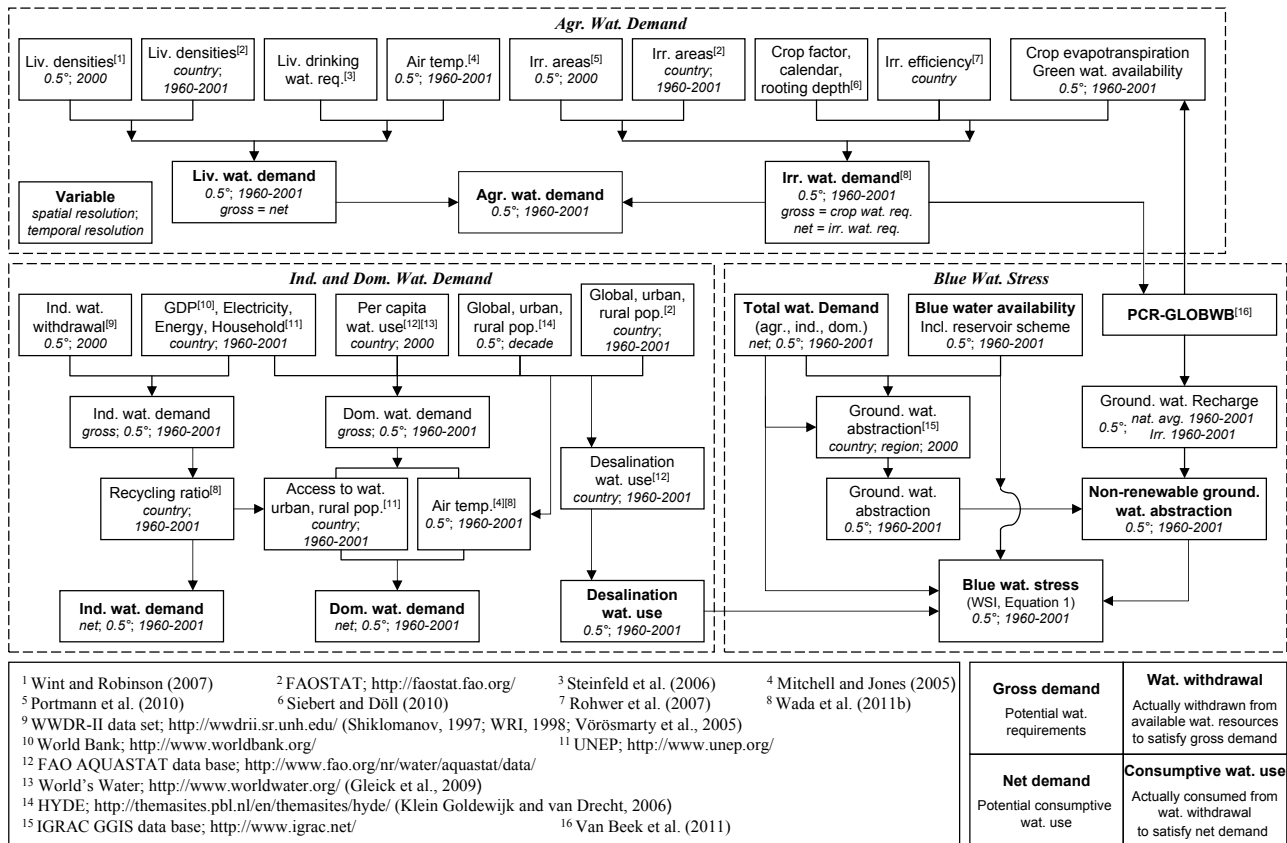 Agr. Wat. Demand
Liv. densities[1]
0.5°; 2000
Liv. densities[2]
country;
1960-2001
Liv. drinking
wat. req.[3]
Air temp.[4]
0.5°; 1960-2001
Irr. areas[5]
0.5°; 2000
Irr. areas[2]
country;
1960-2001
Crop factor,
calendar,
rooting depth[6]
Irr. efficiency[7]
country
Crop evapotranspiration
Green wat. availability
0.5°; 1960-2001
Variable
spatial resolution;
temporal resolution
Liv. wat. demand
0.5°; 1960-2001
gross = net
Agr. wat. demand
0.5°; 1960-2001
Irr. wat. demand[8]
0.5°; 1960-2001
gross = crop wat. req.
net = irr. wat. req.
Ind. and Dom. Wat. Demand
Ind. wat.
withdrawal[9]
0.5°; 2000
GDP[10], Electricity,
Energy, Household[11]
country; 1960-2001
Per capita
wat. use[12][13]
country; 2000
Global, urban,
rural pop.[14]
0.5°; decade
Global, urban,
rural pop.[2]
country;
1960-2001
Ind. wat. demand
gross; 0.5°; 1960-2001
Dom. wat. demand
gross; 0.5°; 1960-2001
Recycling ratio[8]
country;
1960-2001
Access to wat.
urban, rural pop.[11]
country;
1960-2001
Air temp.[4][8]
0.5°; 1960-2001
Desalination
wat. use[12]
country; 1960-2001
Ind. wat. demand
net; 0.5°; 1960-2001
Dom. wat. demand
net; 0.5°; 1960-2001
Desalination
wat. use
0.5°; 1960-2001
Blue Wat. Stress
Total wat. Demand
(agr., ind., dom.)
net; 0.5°; 1960-2001
Blue water availability
Incl. reservoir scheme
0.5°; 1960-2001
PCR-GLOBWB[16]
Ground. wat.
abstraction[15]
country; region; 2000
Ground. wat. Recharge
0.5°; nat. avg. 1960-2001
Irr. 1960-2001
Ground. wat.
abstraction
0.5°; 1960-2001
Non-renewable ground.
wat. abstraction
0.5°; 1960-2001
Blue wat. stress
(WSI, Equation 1)
0.5°; 1960-2001
1 Wint and Robinson (2007) 2 FAOSTAT; http://faostat.fao.org/ 3 Steinfeld et al. (2006) 4 Mitchell and Jones (2005)
5 Portmann et al. (2010) 6 Siebert and Döll (2010) 7 Rohwer et al. (2007) 8 Wada et al. (2011b)
9 WWDR-II data set; http://wwdrii.sr.unh.edu/ (Shiklomanov, 1997; WRI, 1998; Vörösmarty et al., 2005)
10 World Bank; http://www.worldbank.org/ 11 UNEP; http://www.unep.org/
12 FAO AQUASTAT data base; http://www.fao.org/nr/water/aquastat/data/
13 World's Water; http://www.worldwater.org/ (Gleick et al., 2009)
14 HYDE; http://themasites.pbl.nl/en/themasites/hyde/ (Klein Goldewijk and van Drecht, 2006)
15 IGRAC GGIS data base; http://www.igrac.net/ 16 Van Beek et al. (2011)
Gross demand
Potential wat.
requirements
Wat. withdrawal
Actually withdrawn from
available wat. resources
to satisfy gross demand
Net demand
Potential consumptive
wat. use
Consumptive wat. use
Actually consumed from
wat. withdrawal
to satisfy net demand